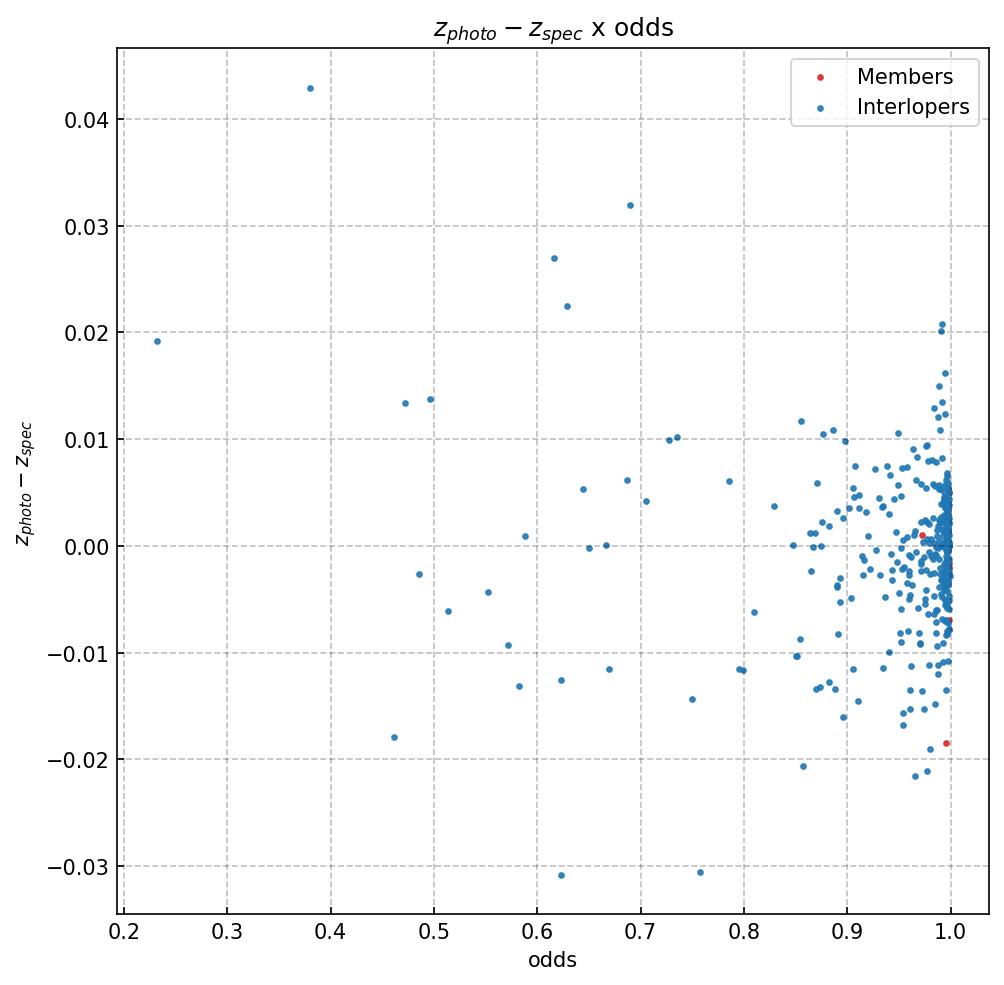 z_photo − z_spec x odds
Members
Interlopers
0.04
0.03
0.02
0.01
0.00
−0.01
−0.02
−0.03
z_photo − z_spec
0.2 0.3 0.4 0.5 0.6 0.7 0.8 0.9 1.0
odds